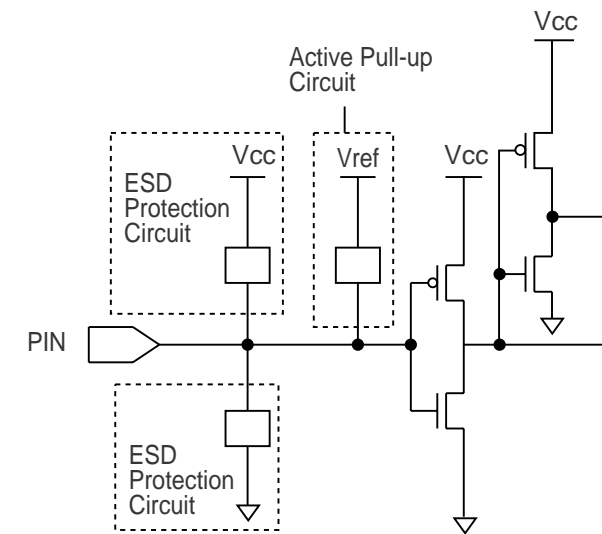 Vcc
Active Pull-up
Circuit
Vcc
Vref
Vcc
ESD
Protection
Circuit
PIN
ESD
Protection
Circuit